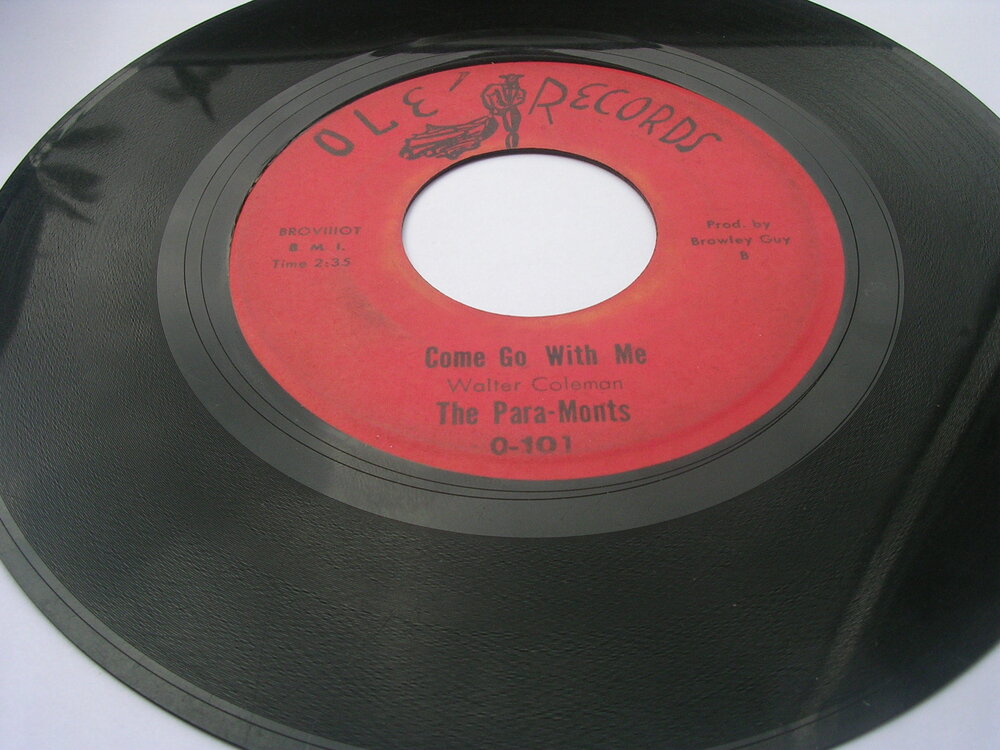 OLE' RECORDS
BROVIIIOT
B M I.
Time 2:35
Prod. by
Browley Guy
B
Come Go With Me
Walter Coleman
The Para-Monts
0-101